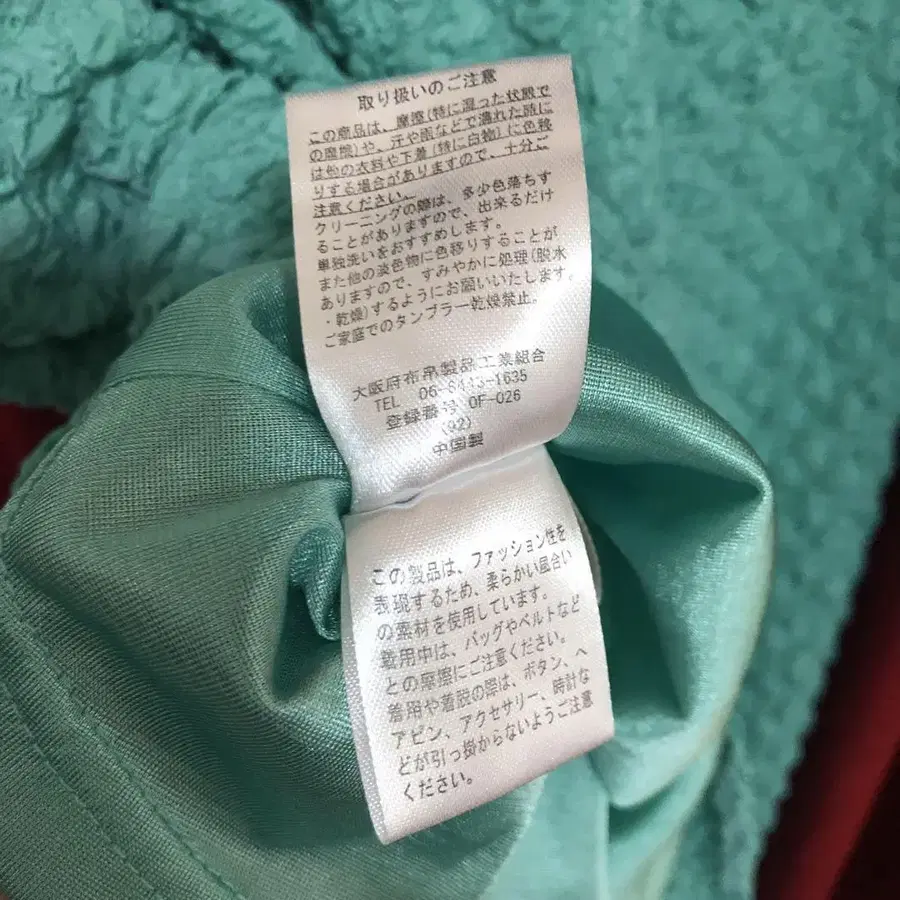 取り扱いのご注意
この商品は、摩擦(特に湿った状態で
の摩擦)や、汗や雨などで濡れた時に
は他の衣料や下着(特に白物)に色移
りする場合がありますので、十分ご
注意ください。
クリーニングの際は、多少色落ちす
ることがありますので、出来るだけ
単独洗いをおすすめします。
また他の淡色物に色移りすることが
ありますので、すみやかに処理(脱水
・乾燥)するようにお願いいたします。
ご家庭でのタンブラー乾燥禁止。
大阪府布帛製品工業組合
TEL 06-6443-1635
登録番号 OF-026
(92)
中国製
この製品は、ファッション性を
表現するため、柔らかい風合い
の素材を使用しています。
着用中は、バッグやベルトなど
との摩擦にご注意ください。
着用や着脱の際は、ボタン、ヘ
アピン、アクセサリー、時計な
どが引っ掛からないようご注意
ください。